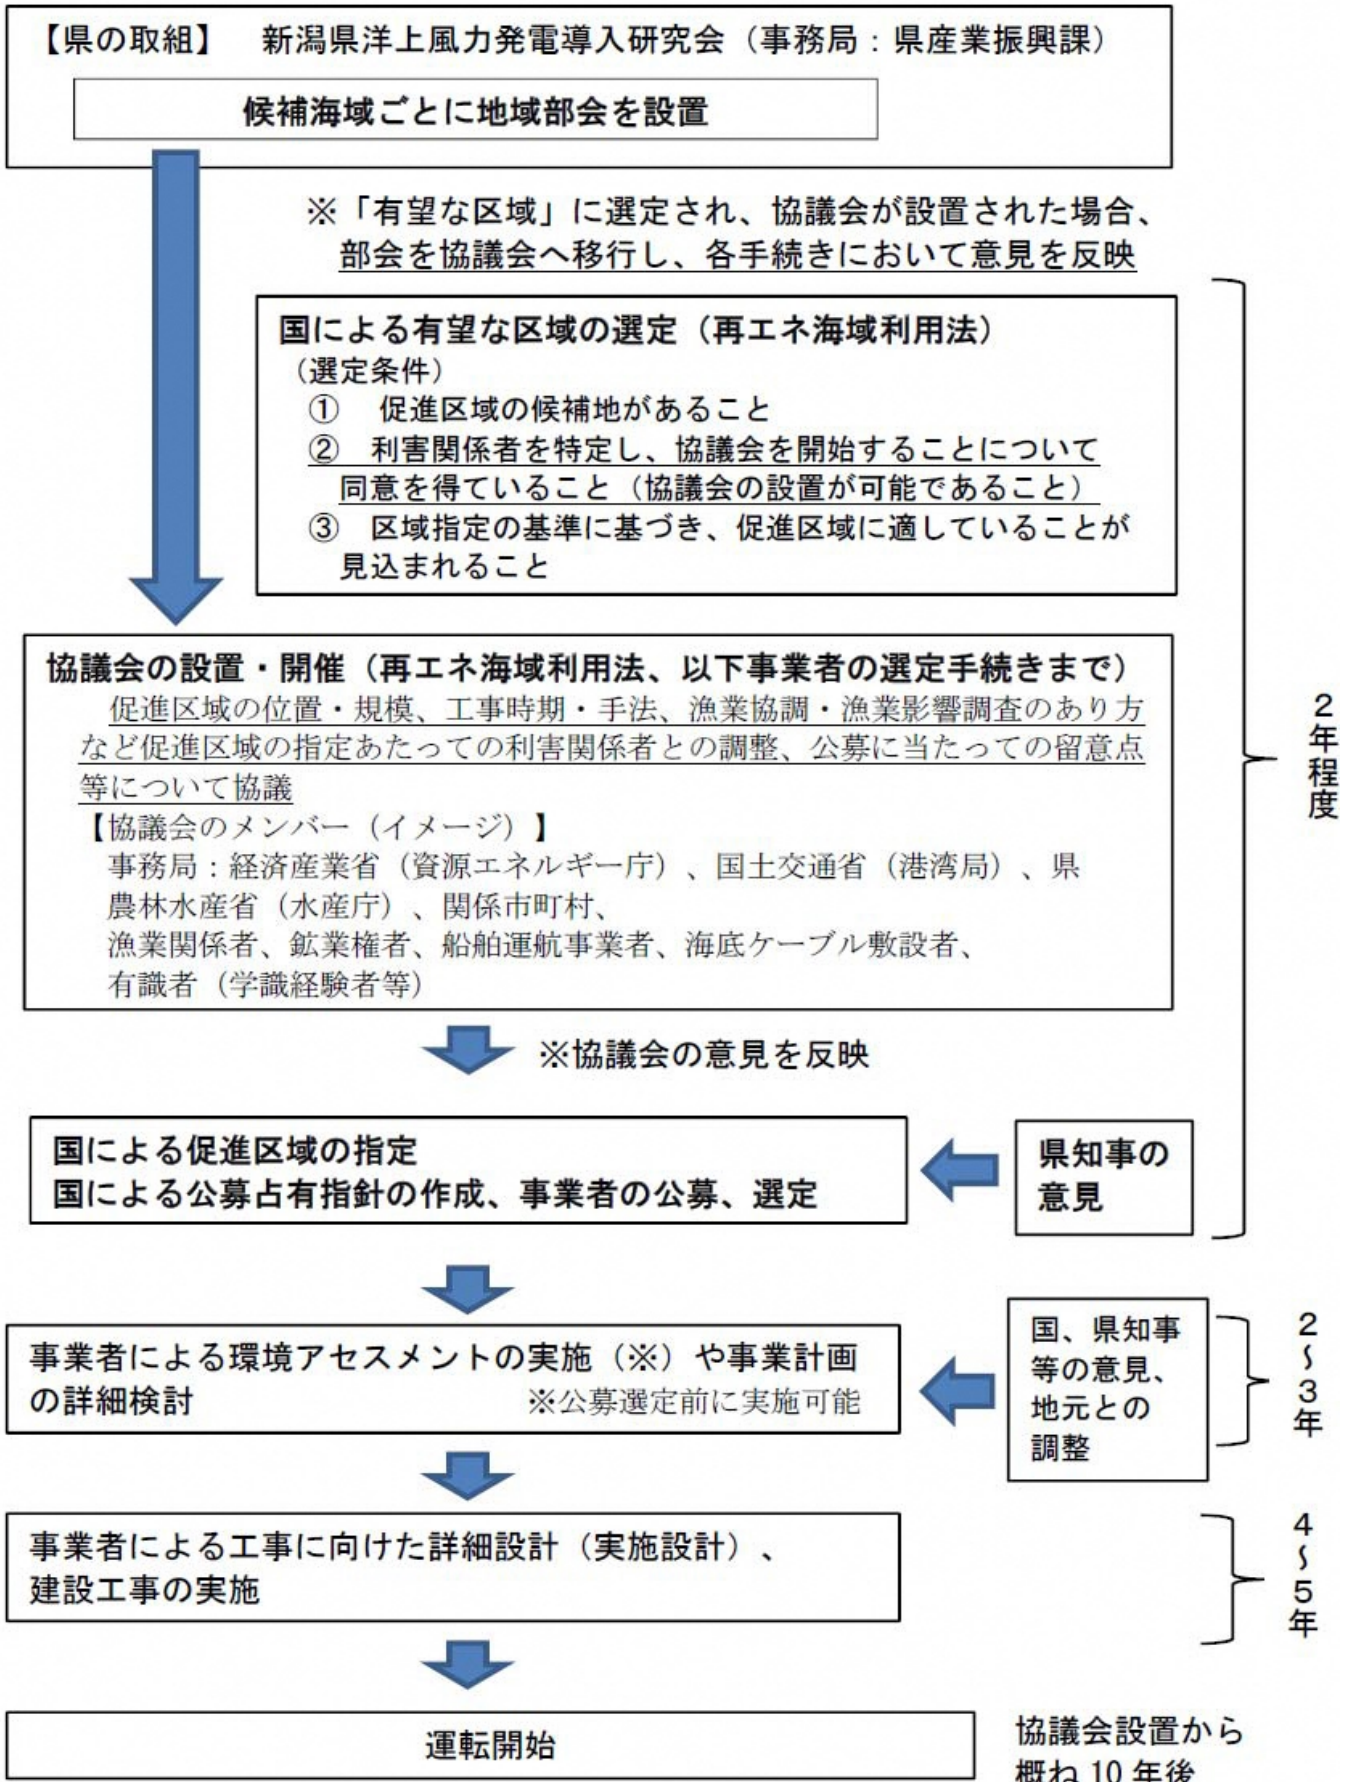 【県の取組】　新潟県洋上風力発電導入研究会（事務局：県産業振興課）
候補海域ごとに地域部会を設置
※「有望な区域」に選定され、協議会が設置された場合、
部会を協議会へ移行し、各手続きにおいて意見を反映
国による有望な区域の選定（再エネ海域利用法）
（選定条件）
①　促進区域の候補地があること
②　利害関係者を特定し、協議会を開始することについて
同意を得ていること（協議会の設置が可能であること）
③　区域指定の基準に基づき、促進区域に適していることが
見込まれること
協議会の設置・開催（再エネ海域利用法、以下事業者の選定手続きまで）
促進区域の位置・規模、工事時期・手法、漁業協調・漁業影響調査のあり方
など促進区域の指定あたっての利害関係者との調整、公募に当たっての留意点
等について協議
【協議会のメンバー（イメージ）】
事務局：経済産業省（資源エネルギー庁）、国土交通省（港湾局）、県
農林水産省（水産庁）、関係市町村、
漁業関係者、鉱業権者、船舶運航事業者、海底ケーブル敷設者、
有識者（学識経験者等）
２年程度
※協議会の意見を反映
国による促進区域の指定
国による公募占有指針の作成、事業者の公募、選定
県知事の
意見
事業者による環境アセスメントの実施（※）や事業計画
の詳細検討　※公募選定前に実施可能
国、県知事
等の意見、
地元との
調整
２～３年
事業者による工事に向けた詳細設計（実施設計）、
建設工事の実施
４～５年
運転開始
協議会設置から
概ね 10 年後